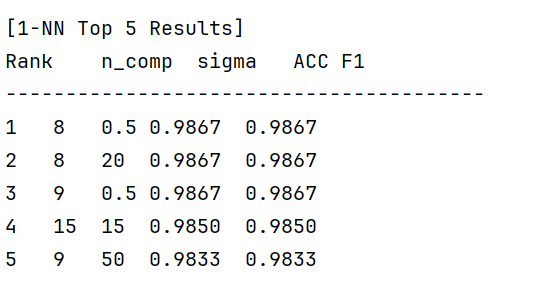 [1-NN Top 5 Results]
Rank    n_comp  sigma   ACC F1
----------------------------------------
1   8   0.5 0.9867  0.9867
2   8   20  0.9867  0.9867
3   9   0.5 0.9867  0.9867
4   15  15  0.9850  0.9850
5   9   50  0.9833  0.9833